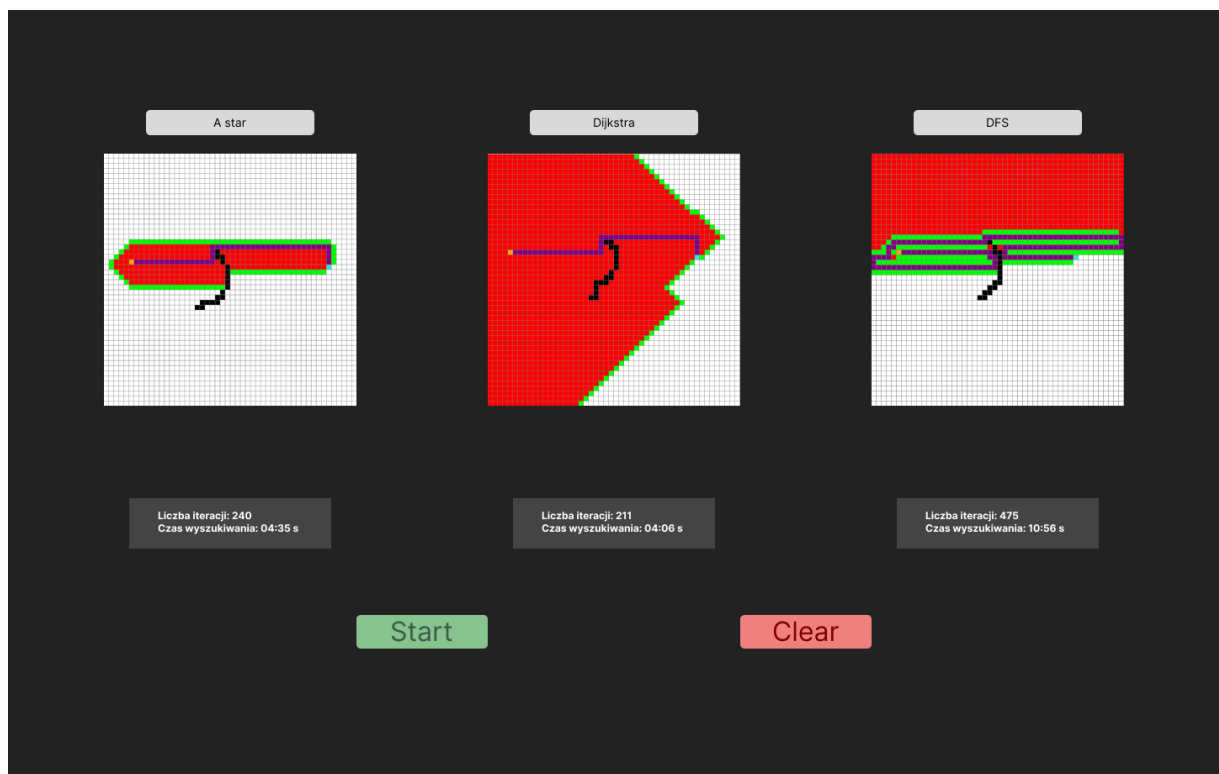 A star
Dijkstra
DFS
Liczba iteracji: 240
Czas wyszukiwania: 04:35 s
Liczba iteracji: 211
Czas wyszukiwania: 04:06 s
Liczba iteracji: 475
Czas wyszukiwania: 10:56 s
Start
Clear